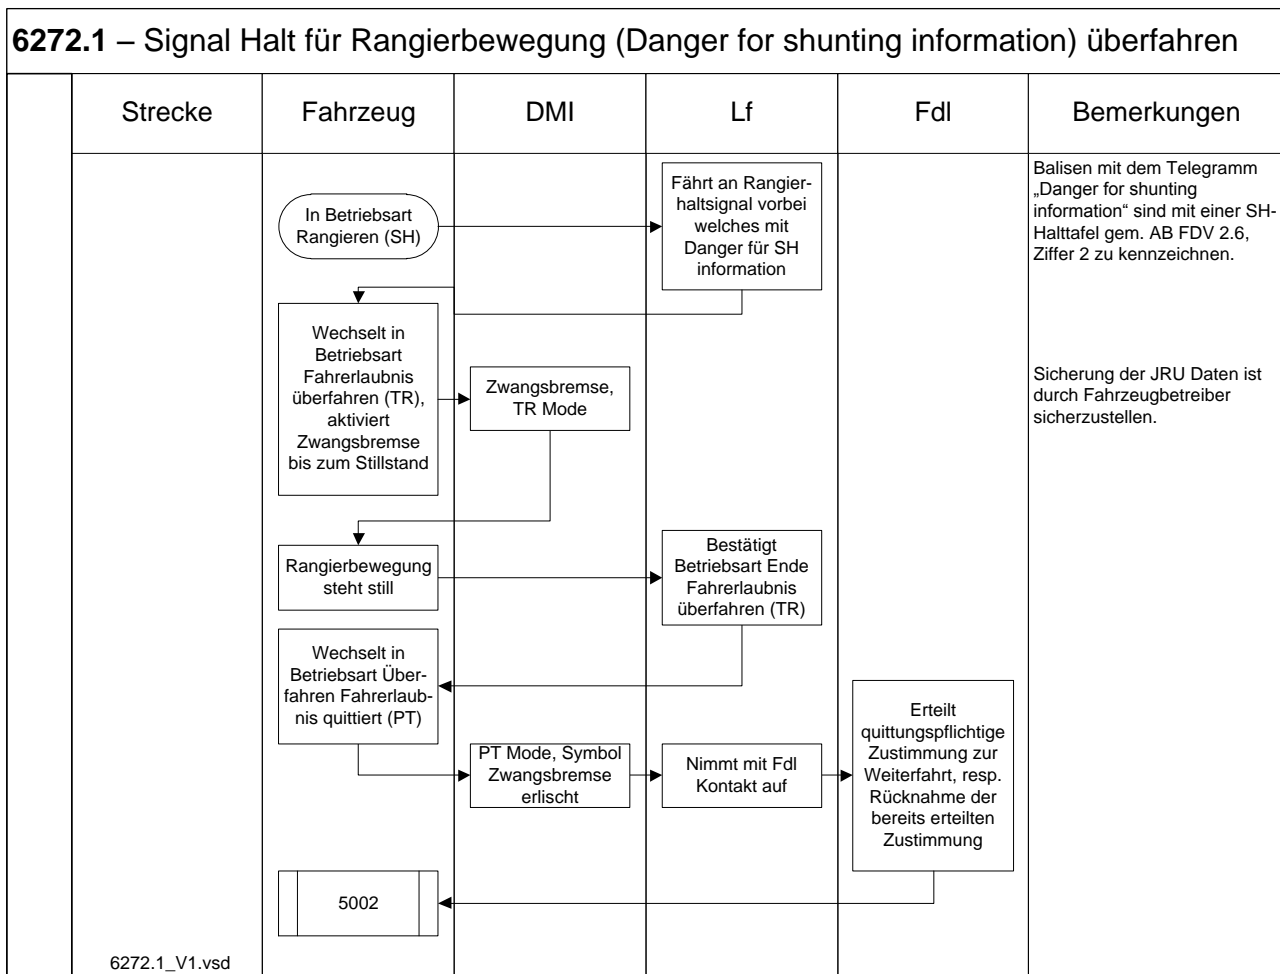 6272.1 – Signal Halt für Rangierbewegung (Danger for shunting information) überfahren
Strecke
Fahrzeug
DMI
Lf
Fdl
Bemerkungen
In Betriebsart
Rangieren (SH)
Fährt an Rangier-
haltsignal vorbei
welches mit
Danger für SH
information
Balisen mit dem Telegramm
„Danger for shunting
information“ sind mit einer SH-
Halttafel gem. AB FDV 2.6,
Ziffer 2 zu kennzeichnen.
Wechselt in
Betriebsart
Fahrerlaubnis
überfahren (TR),
aktiviert
Zwangsbremse
bis zum Stillstand
Zwangsbremse,
TR Mode
Sicherung der JRU Daten ist
durch Fahrzeugbetreiber
sicherzustellen.
Rangierbewegung
steht still
Bestätigt
Betriebsart Ende
Fahrerlaubnis
überfahren (TR)
Wechselt in
Betriebsart Über-
fahren Fahrerlaub-
nis quittiert (PT)
PT Mode, Symbol
Zwangsbremse
erlischt
Nimmt mit Fdl
Kontakt auf
Erteilt
quittungspflichtige
Zustimmung zur
Weiterfahrt, resp.
Rücknahme der
bereits erteilten
Zustimmung
5002
6272.1_V1.vsd